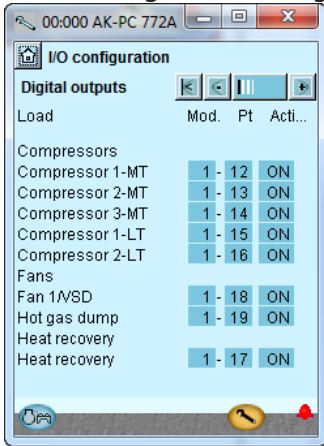 00:000 AK-PC 772A
I/O configuration
Digital outputs
Load Mod. Pt Acti...
Compressors
Compressor 1-MT 1 - 12 ON
Compressor 2-MT 1 - 13 ON
Compressor 3-MT 1 - 14 ON
Compressor 1-LT 1 - 15 ON
Compressor 2-LT 1 - 16 ON
Fans
Fan 1/VSD 1 - 18 ON
Hot gas dump 1 - 19 ON
Heat recovery
Heat recovery 1 - 17 ON